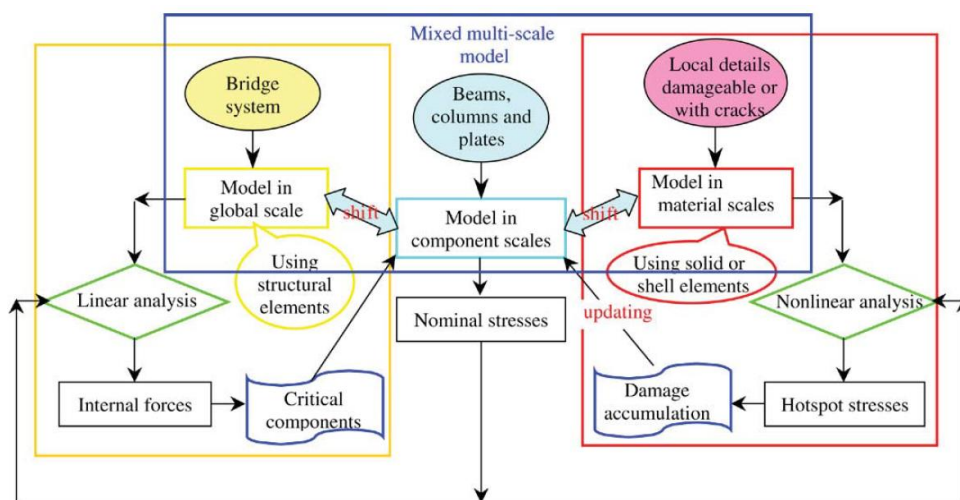 Mixed multi-scale
model
Bridge
system
Beams,
columns and
plates
Local details
damageable or
with cracks
Model in
global scale
shift
Model in
component scales
shift
Model in
material scales
Using
structural
elements
Using solid or
shell elements
Linear analysis
Nominal stresses
updating
Nonlinear analysis
Internal forces
Critical
components
Damage
accumulation
Hotspot stresses